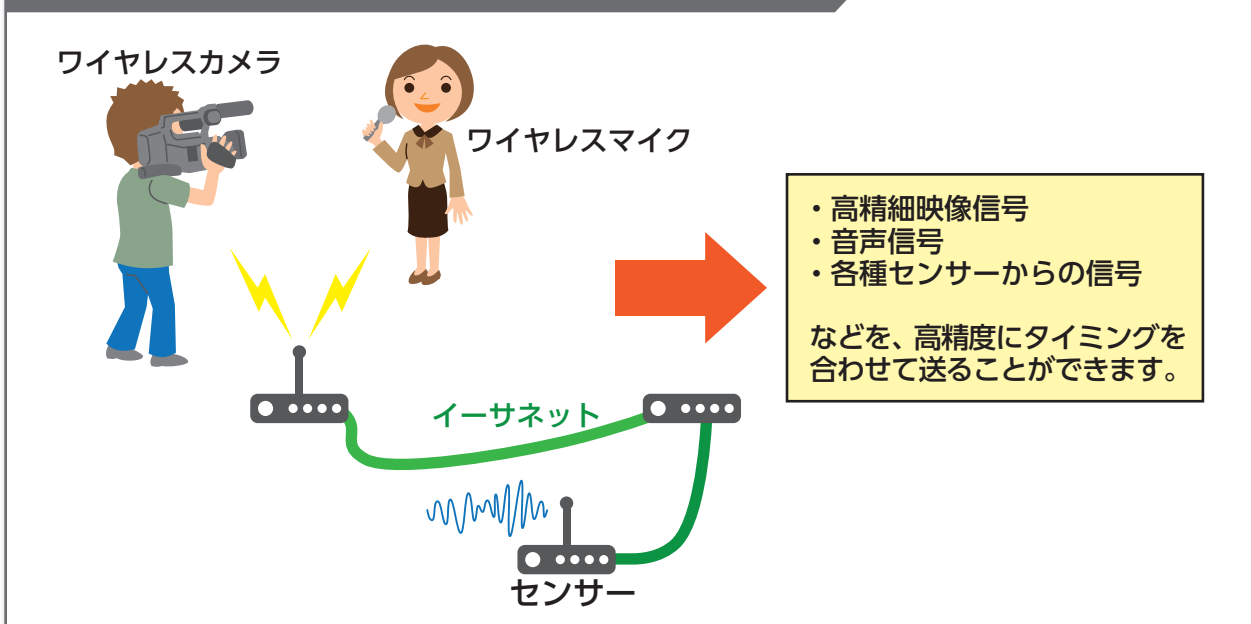 ワイヤレスカメラ
ワイヤレスマイク
・高精細映像信号
・音声信号
・各種センサーからの信号
などを、高精度にタイミングを
合わせて送ることができます。
イーサネット
センサー